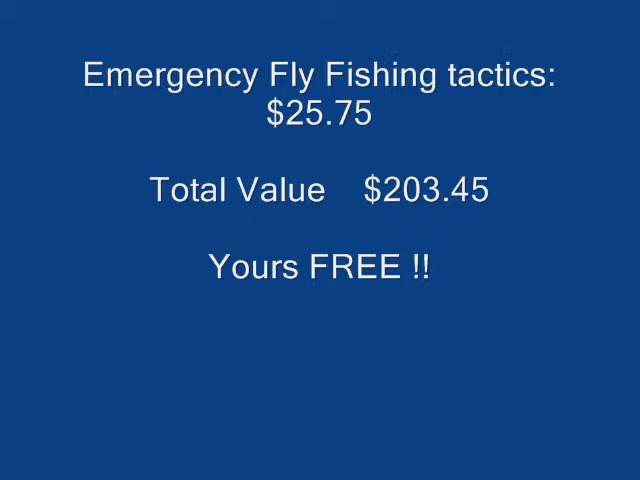 Emergency Fly Fishing tactics:
$25.75
Total Value $203.45
Yours FREE !!